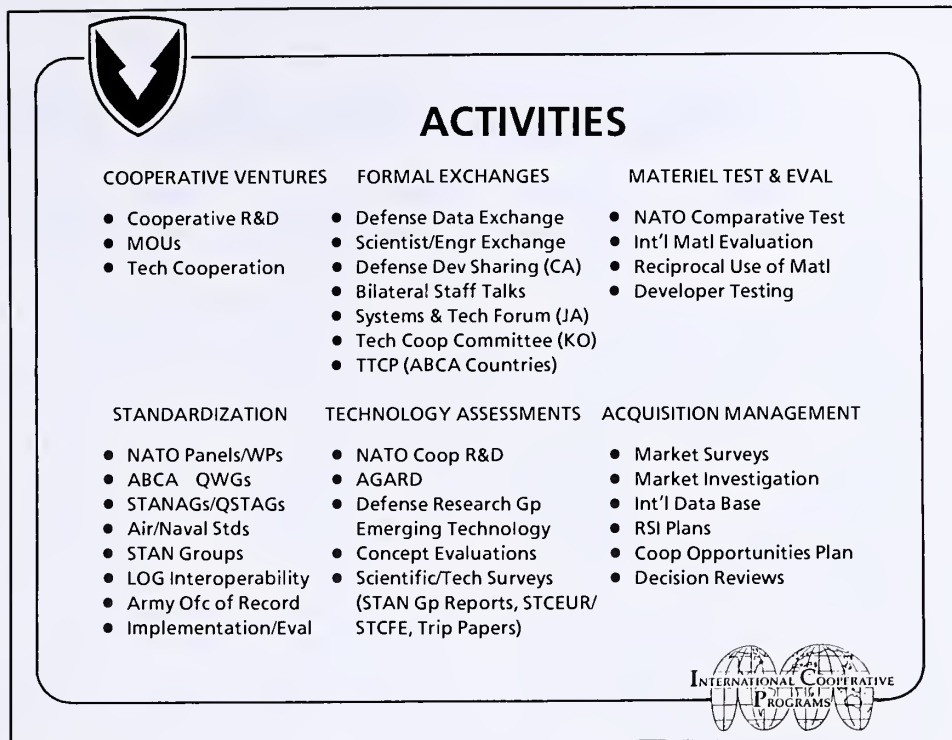 ACTIVITIES
COOPERATIVE VENTURES
● Cooperative R&D
● MOUs
● Tech Cooperation
FORMAL EXCHANGES
● Defense Data Exchange
● Scientist/Engr Exchange
● Defense Dev Sharing (CA)
● Bilateral Staff Talks
● Systems & Tech Forum (JA)
● Tech Coop Committee (KO)
● TTCP (ABCA Countries)
MATERIEL TEST & EVAL
● NATO Comparative Test
● Int'l Matl Evaluation
● Reciprocal Use of Matl
● Developer Testing
STANDARDIZATION
● NATO Panels/WPs
● ABCA QWGs
● STANAGs/QSTAGs
● Air/Naval Stds
● STAN Groups
● LOG Interoperability
● Army Ofc of Record
● Implementation/Eval
TECHNOLOGY ASSESSMENTS
● NATO Coop R&D
● AGARD
● Defense Research Gp
Emerging Technology
● Concept Evaluations
● Scientific/Tech Surveys
(STAN Gp Reports, STCEUR/
STCFE, Trip Papers)
ACQUISITION MANAGEMENT
● Market Surveys
● Market Investigation
● Int'l Data Base
● RSI Plans
● Coop Opportunities Plan
● Decision Reviews
INTERNATIONAL COOPERATIVE
PROGRAMS